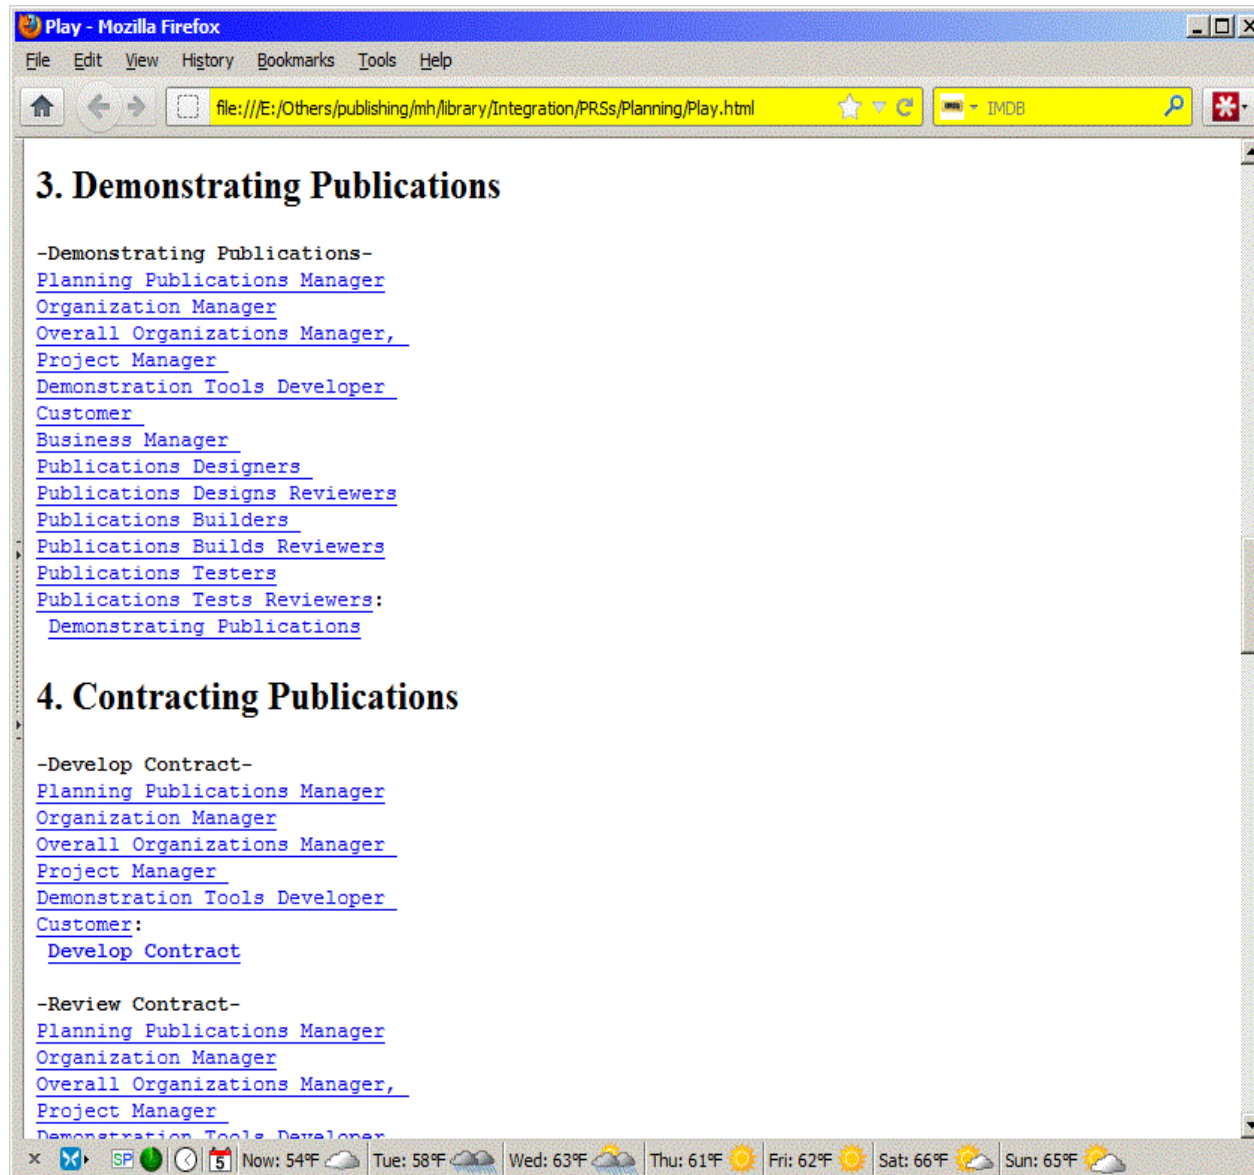 Play - Mozilla Firefox
File Edit View History Bookmarks Tools Help
file:///E:/Others/publishing/mh/library/Integration/PRSs/Planning/Play.html IMDB
3. Demonstrating Publications
-Demonstrating Publications-
Planning Publications Manager
Organization Manager
Overall Organizations Manager,
Project Manager
Demonstration Tools Developer
Customer
Business Manager
Publications Designers
Publications Designs Reviewers
Publications Builders
Publications Builds Reviewers
Publications Testers
Publications Tests Reviewers:
Demonstrating Publications
4. Contracting Publications
-Develop Contract-
Planning Publications Manager
Organization Manager
Overall Organizations Manager
Project Manager
Demonstration Tools Developer
Customer:
Develop Contract
-Review Contract-
Planning Publications Manager
Organization Manager
Overall Organizations Manager,
Project Manager
Demonstration Tools Developer
SP 5 Now: 54°F Tue: 58°F Wed: 63°F Thu: 61°F Fri: 62°F Sat: 66°F Sun: 65°F